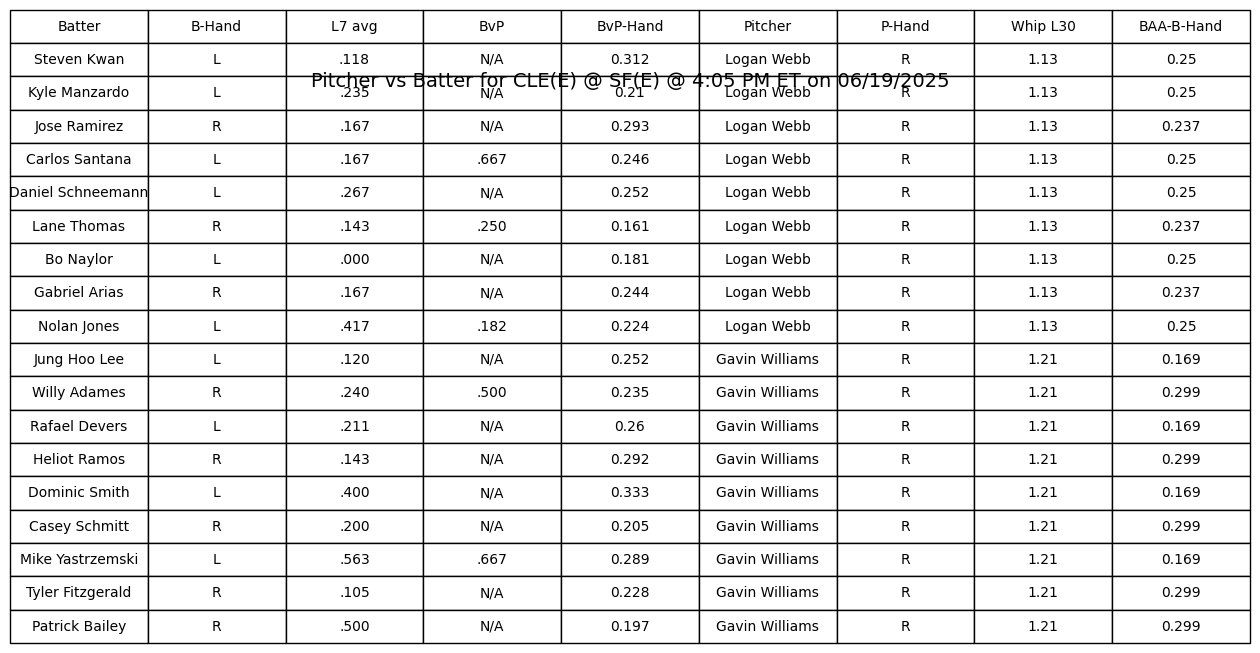 Batter B-Hand L7 avg BvP BvP-Hand Pitcher P-Hand Whip L30 BAA-B-Hand
Steven Kwan L .118 N/A 0.312 Logan Webb R 1.13 0.25
Pitcher vs Batter for CLE(E) @ SF(E) @ 4:05 PM ET on 06/19/2025
Kyle Manzardo L .235 N/A 0.21 Logan Webb R 1.13 0.25
Jose Ramirez R .167 N/A 0.293 Logan Webb R 1.13 0.237
Carlos Santana L .167 .667 0.246 Logan Webb R 1.13 0.25
Daniel Schneemann L .267 N/A 0.252 Logan Webb R 1.13 0.25
Lane Thomas R .143 .250 0.161 Logan Webb R 1.13 0.237
Bo Naylor L .000 N/A 0.181 Logan Webb R 1.13 0.25
Gabriel Arias R .167 N/A 0.244 Logan Webb R 1.13 0.237
Nolan Jones L .417 .182 0.224 Logan Webb R 1.13 0.25
Jung Hoo Lee L .120 N/A 0.252 Gavin Williams R 1.21 0.169
Willy Adames R .240 .500 0.235 Gavin Williams R 1.21 0.299
Rafael Devers L .211 N/A 0.26 Gavin Williams R 1.21 0.169
Heliot Ramos R .143 N/A 0.292 Gavin Williams R 1.21 0.299
Dominic Smith L .400 N/A 0.333 Gavin Williams R 1.21 0.169
Casey Schmitt R .200 N/A 0.205 Gavin Williams R 1.21 0.299
Mike Yastrzemski L .563 .667 0.289 Gavin Williams R 1.21 0.169
Tyler Fitzgerald R .105 N/A 0.228 Gavin Williams R 1.21 0.299
Patrick Bailey R .500 N/A 0.197 Gavin Williams R 1.21 0.299